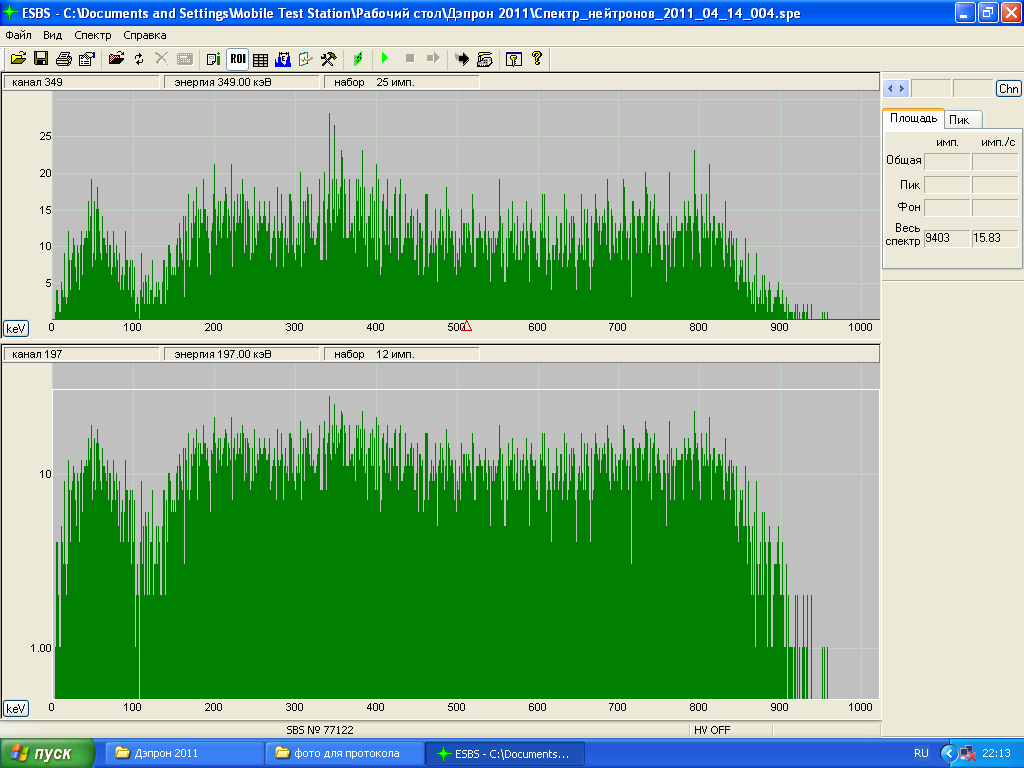 ESBS - C:\Documents and Settings\Mobile Test Station\Рабочий стол\Дэпрон 2011\Спектр_нейтронов_2011_04_14_004.spe
Файл Вид Спектр Справка
ROI
канал 349 энергия 349.00 кэВ набор 25 имп.
Chn
25
20
15
10
5
keV 0 100 200 300 400 500 600 700 800 900 1000
Площадь Пик
имп. имп./с
Общая
Пик
Фон
Весь
спектр 9403 15.83
канал 197 энергия 197.00 кэВ набор 12 имп.
10
1.00
keV 0 100 200 300 400 500 600 700 800 900 1000
SBS № 77122 HV OFF
пуск Дэпрон 2011 фото для протокола ESBS - C:\Documents... RU 22:13